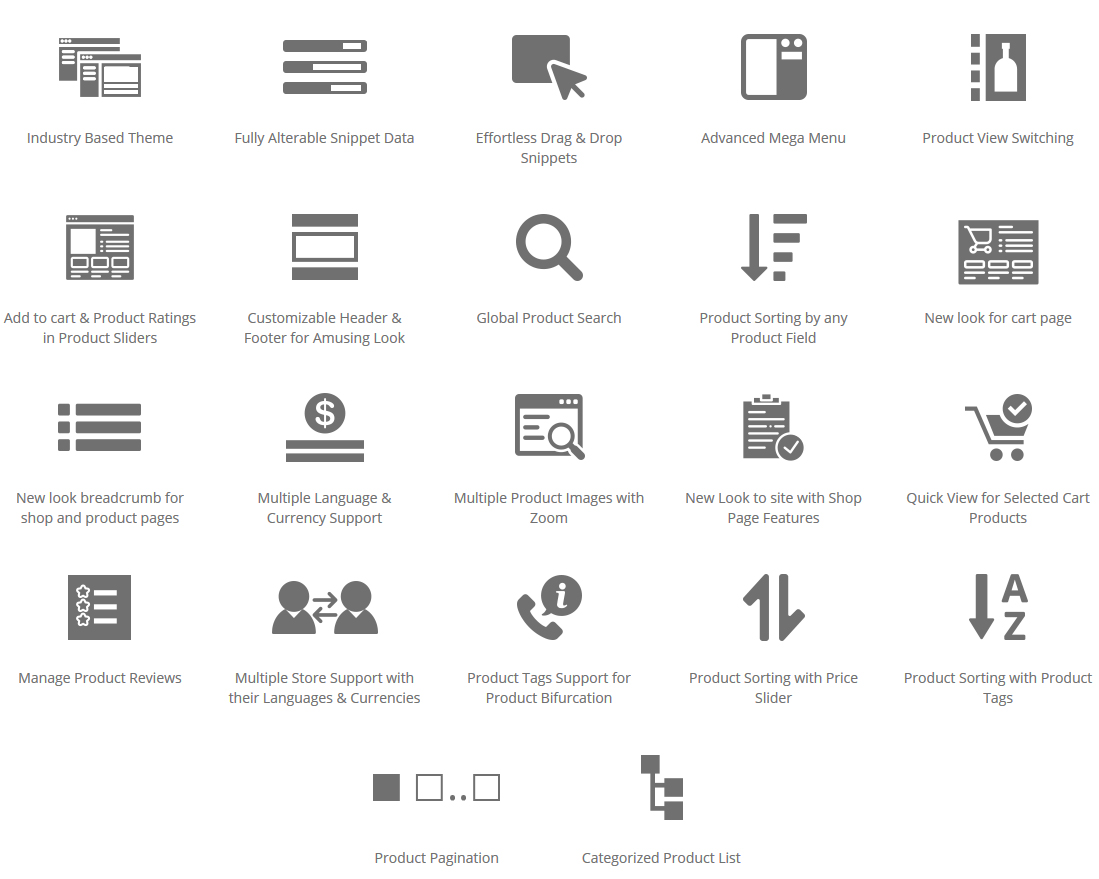 Industry Based Theme
Fully Alterable Snippet Data
Effortless Drag & Drop
Snippets
Advanced Mega Menu
Product View Switching
Add to cart & Product Ratings
in Product Sliders
Customizable Header &
Footer for Amusing Look
Global Product Search
Product Sorting by any
Product Field
New look for cart page
New look breadcrumb for
shop and product pages
$
Multiple Language &
Currency Support
Multiple Product Images with
Zoom
New Look to site with Shop
Page Features
Quick View for Selected Cart
Products
Manage Product Reviews
Multiple Store Support with
their Languages & Currencies
i
Product Tags Support for
Product Bifurcation
Product Sorting with Price
Slider
A
Z
Product Sorting with Product
Tags
Product Pagination
Categorized Product List